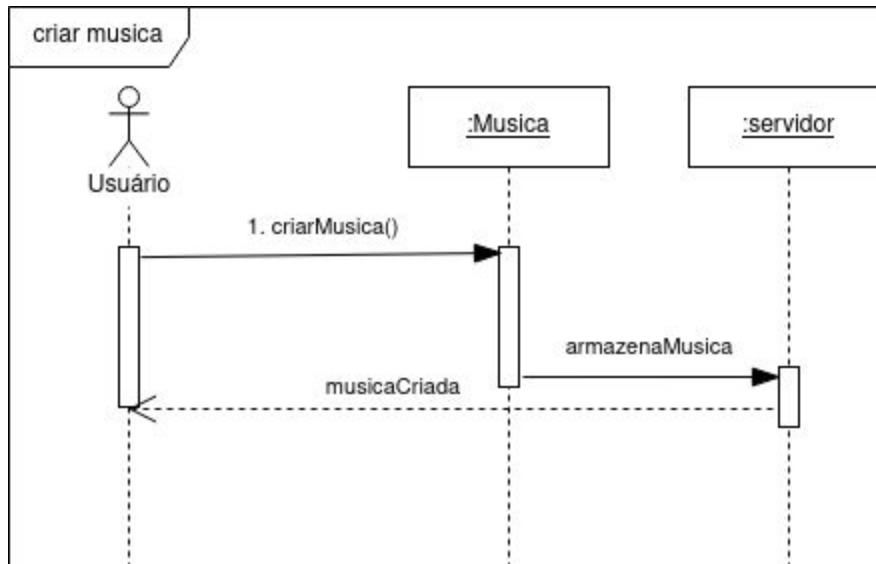 criar musica
Usuário
:Musica
:servidor
1. criarMusica()
armazenaMusica
musicaCriada